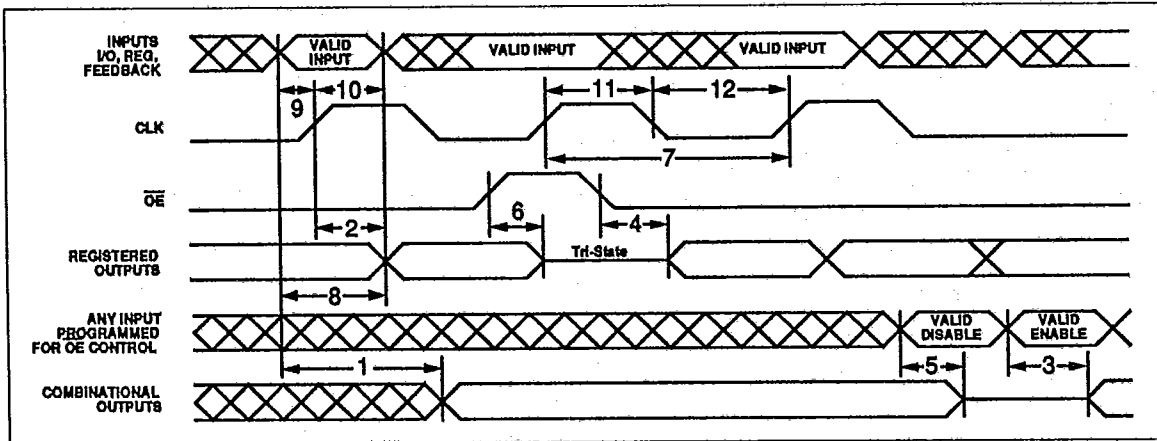 INPUTS
I/O, REG,
FEEDBACK
VALID
INPUT
VALID INPUT
VALID INPUT
9
10
11
12
CLK
7
OE
6
4
2
REGISTERED
OUTPUTS
Tri-State
8
ANY INPUT
PROGRAMMED
FOR OE CONTROL
VALID
DISABLE
VALID
ENABLE
1
5
3
COMBINATIONAL
OUTPUTS